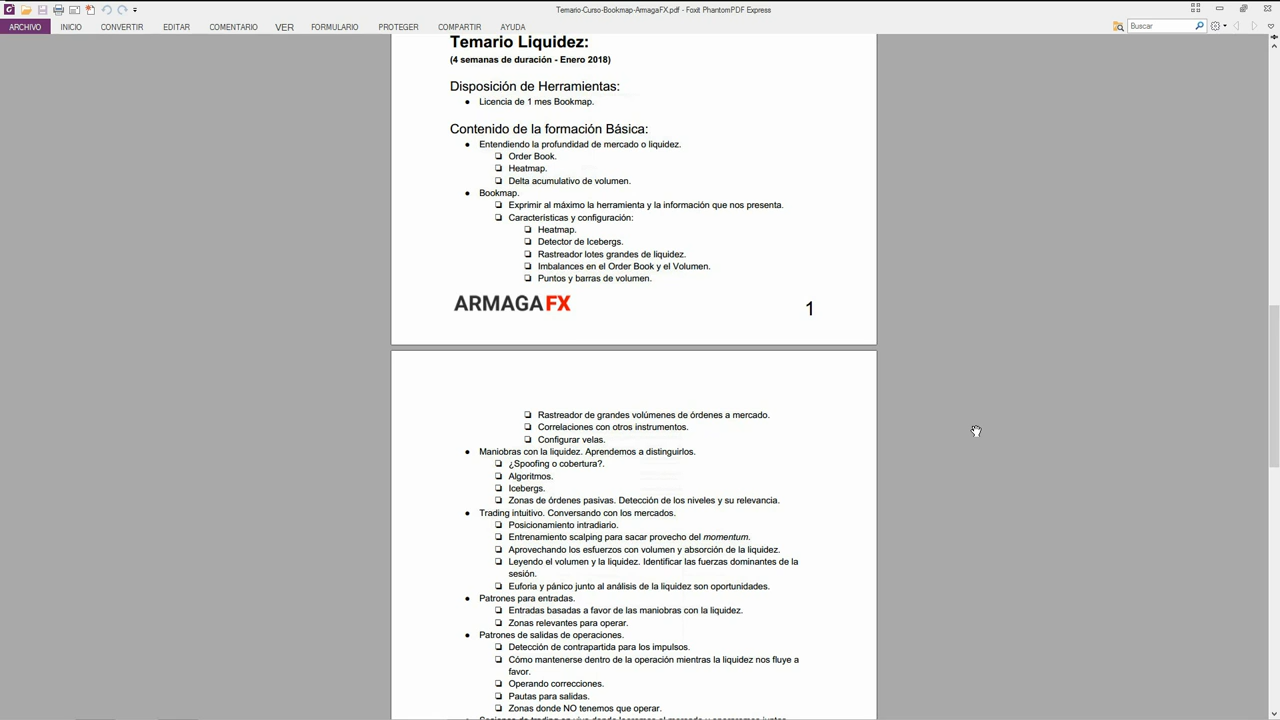 Temario-Curso-Bookmap-ArmagaFX.pdf - Foxit PhantomPDF Express
ARCHIVO INICIO CONVERTIR EDITAR COMENTARIO VER FORMULARIO PROTEGER COMPARTIR AYUDA Buscar
Temario Liquidez:
(4 semanas de duración - Enero 2018)
Disposición de Herramientas:
● Licencia de 1 mes Bookmap.
Contenido de la formación Básica:
● Entendiendo la profundidad de mercado o liquidez.
❏ Order Book.
❏ Heatmap.
❏ Delta acumulativo de volumen.
● Bookmap.
❏ Exprimir al máximo la herramienta y la información que nos presenta.
❏ Características y configuración:
❏ Heatmap.
❏ Detector de Icebergs.
❏ Rastreador lotes grandes de liquidez.
❏ Imbalances en el Order Book y el Volumen.
❏ Puntos y barras de volumen.
ARMAGAFX 1
❏ Rastreador de grandes volúmenes de órdenes a mercado.
❏ Correlaciones con otros instrumentos.
❏ Configurar velas.
● Maniobras con la liquidez. Aprendemos a distinguirlos.
❏ ¿Spoofing o cobertura?.
❏ Algoritmos.
❏ Icebergs.
❏ Zonas de órdenes pasivas. Detección de los niveles y su relevancia.
● Trading intuitivo. Conversando con los mercados.
❏ Posicionamiento intradiario.
❏ Entrenamiento scalping para sacar provecho del momentum.
❏ Aprovechando los esfuerzos con volumen y absorción de la liquidez.
❏ Leyendo el volumen y la liquidez. Identificar las fuerzas dominantes de la
sesión.
❏ Euforia y pánico junto al análisis de la liquidez son oportunidades.
● Patrones para entradas.
❏ Entradas basadas a favor de las maniobras con la liquidez.
❏ Zonas relevantes para operar.
● Patrones de salidas de operaciones.
❏ Detección de contrapartida para los impulsos.
❏ Cómo mantenerse dentro de la operación mientras la liquidez nos fluye a
favor.
❏ Operando correcciones.
❏ Pautas para salidas.
❏ Zonas donde NO tenemos que operar.